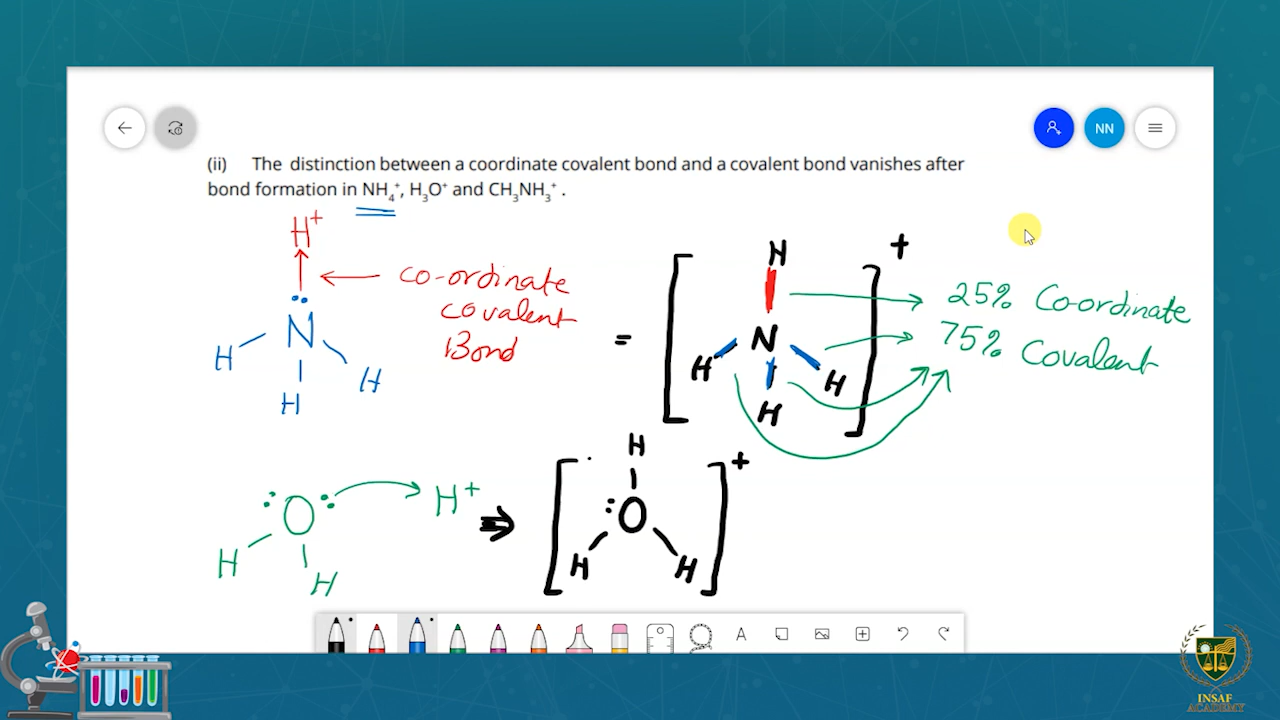 NN
(ii) The distinction between a coordinate covalent bond and a covalent bond vanishes after
bond formation in NH₄⁺, H₃O⁺ and CH₃NH₃⁺ .
H⁺
co-ordinate
covalent
Bond
N
H
H
H
=
H
+
N
H
H
H
25% Co-ordinate
75% Covalent
O
H
H
H⁺
⇒
H
+
O
H
H
A
INSAF
ACADEMY